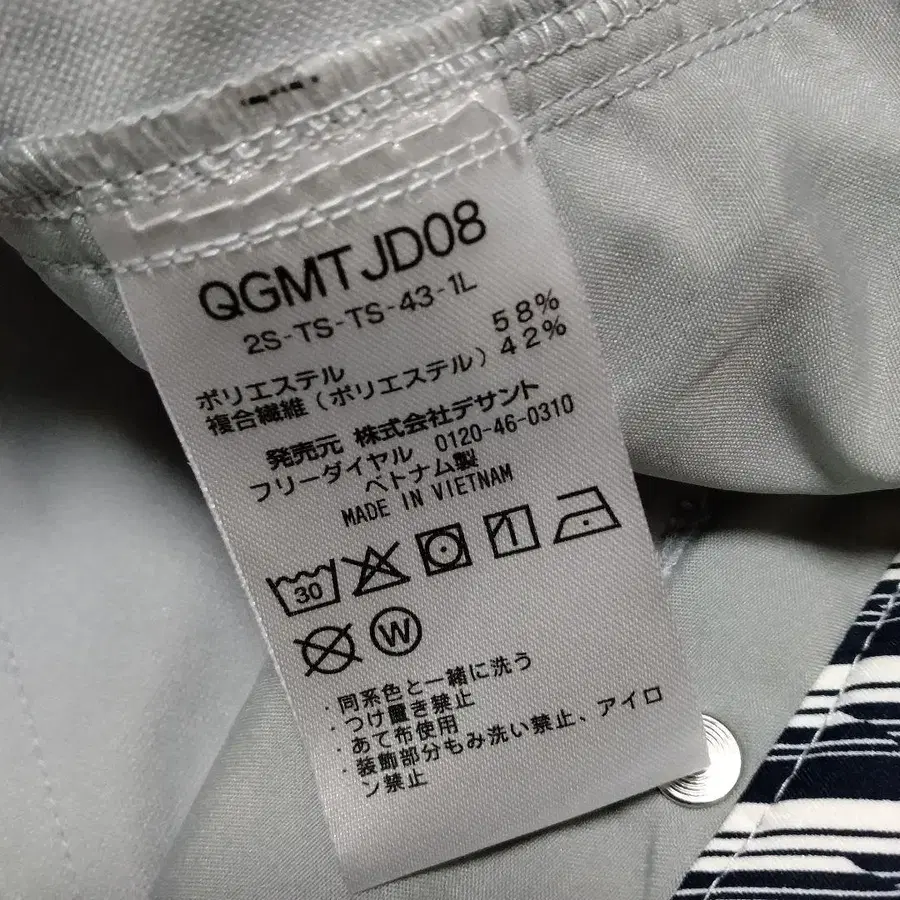 QGMTJD08
2S-TS-TS-43-1L
ポリエステル 58%
複合繊維(ポリエステル)42%
発売元 株式会社デサント
フリーダイヤル 0120-46-0310
ベトナム製
MADE IN VIETNAM
30
W
・同系色と一緒に洗う
・つけ置き禁止
・あて布使用
・装飾部分もみ洗い禁止、アイロ
ン禁止